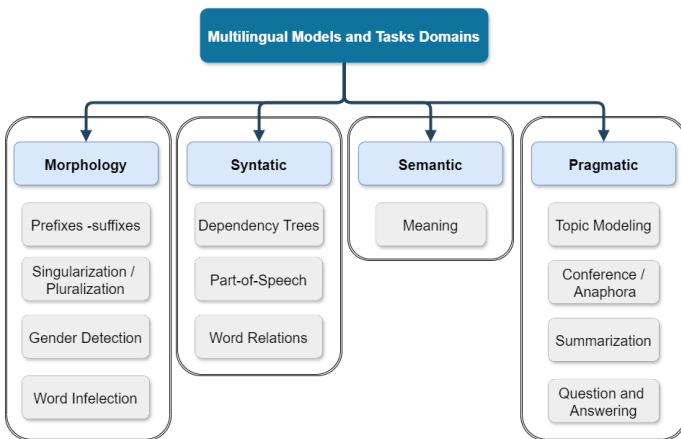 Multilingual Models and Tasks Domains
Morphology
Prefixes -suffixes
Singularization /
Pluralization
Gender Detection
Word Infelection
Syntatic
Dependency Trees
Part-of-Speech
Word Relations
Semantic
Meaning
Pragmatic
Topic Modeling
Conference /
Anaphora
Summarization
Question and
Answering